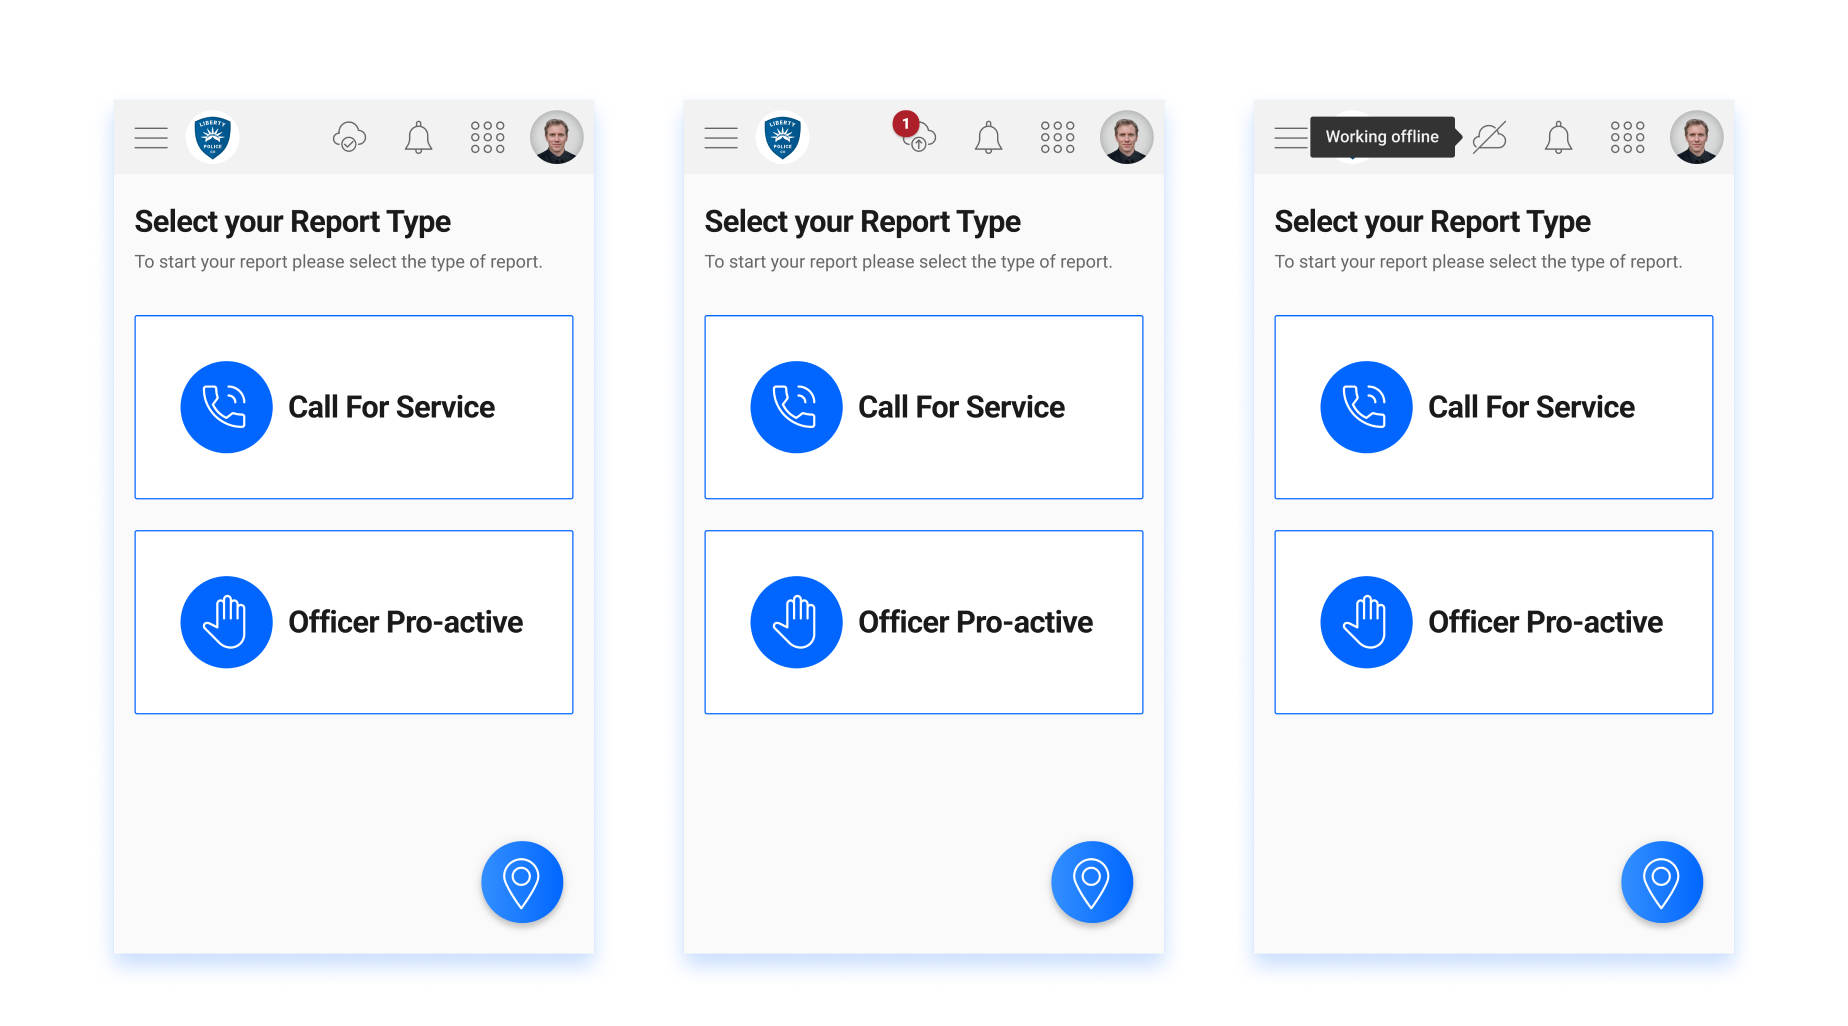 LIBERTY
POLICE
CO
Select your Report Type
To start your report please select the type of report.
Call For Service
Officer Pro-active
1
LIBERTY
POLICE
CO
Select your Report Type
To start your report please select the type of report.
Call For Service
Officer Pro-active
Working offline
Select your Report Type
To start your report please select the type of report.
Call For Service
Officer Pro-active